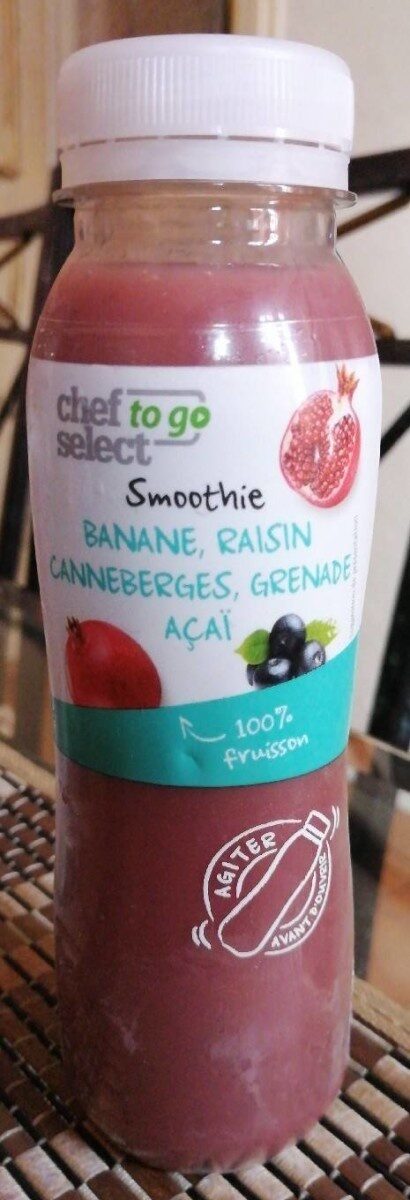 chef to go
select
Smoothie
BANANE, RAISIN
CANNEBERGES, GRENADE
AÇAÏ
100%
fruisson
AGITER
AVANT D'OUVRIR